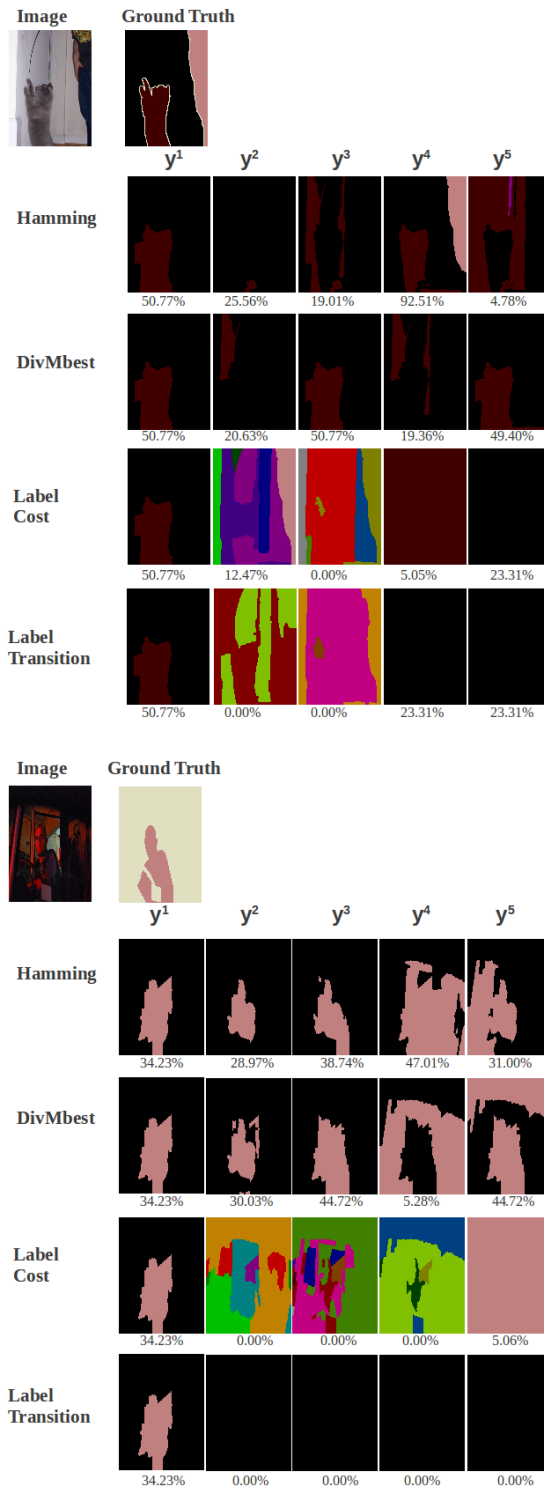 Image Ground Truth
y1 y2 y3 y4 y5
Hamming
50.77% 25.56% 19.01% 92.51% 4.78%
DivMbest
50.77% 20.63% 50.77% 19.36% 49.40%
Label
Cost
50.77% 12.47% 0.00% 5.05% 23.31%
Label
Transition
50.77% 0.00% 0.00% 23.31% 23.31%
Image Ground Truth
y1 y2 y3 y4 y5
Hamming
34.23% 28.97% 38.74% 47.01% 31.00%
DivMbest
34.23% 30.03% 44.72% 5.28% 44.72%
Label
Cost
34.23% 0.00% 0.00% 0.00% 5.06%
Label
Transition
34.23% 0.00% 0.00% 0.00% 0.00%